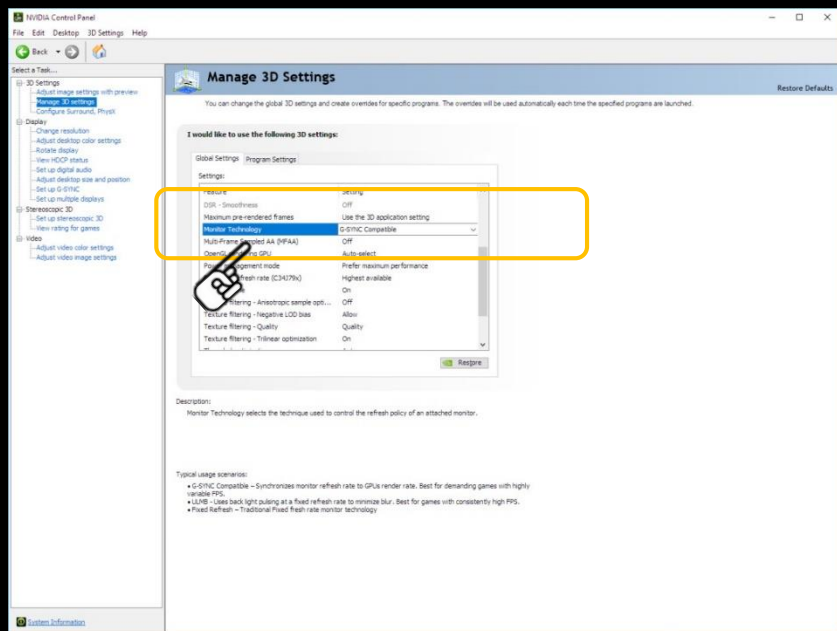 NVIDIA Control Panel
File Edit Desktop 3D Settings Help
Back
Select a Task...
3D Settings
Adjust image settings with preview
Manage 3D settings
Configure Surround, PhysX
Display
Change resolution
Adjust desktop color settings
Rotate display
View HDCP status
Set up digital audio
Adjust desktop size and position
Set up G-SYNC
Set up multiple displays
Stereoscopic 3D
Set up stereoscopic 3D
View rating for games
Video
Adjust video color settings
Adjust video image settings
System Information
Manage 3D Settings
Restore Defaults
You can change the global 3D settings and create overrides for specific programs. The overrides will be used automatically each time the specified programs are launched.
I would like to use the following 3D settings:
Global Settings Program Settings
Settings:
Feature Setting
DSR - Smoothness Off
Maximum pre-rendered frames Use the 3D application setting
Monitor Technology G-SYNC Compatible
Multi-Frame Sampled AA (MFAA) Off
OpenGL GPU Auto-select
mode Prefer maximum performance
rate (C34J79x) Highest available
On
filtering - Anisotropic sample opti... Off
Texture filtering - Negative LOD bias Allow
Texture filtering - Quality Quality
Texture filtering - Trilinear optimization On
Restore
Description:
Monitor Technology selects the technique used to control the refresh policy of an attached monitor.
Typical usage scenarios:
• G-SYNC Compatible – Synchronizes monitor refresh rate to GPUs render rate. Best for demanding games with highly
variable FPS.
• ULMB - Uses back light pulsing at a fixed refresh rate to minimize blur. Best for games with consistently high FPS.
• Fixed Refresh – Traditional Fixed fresh rate monitor technology